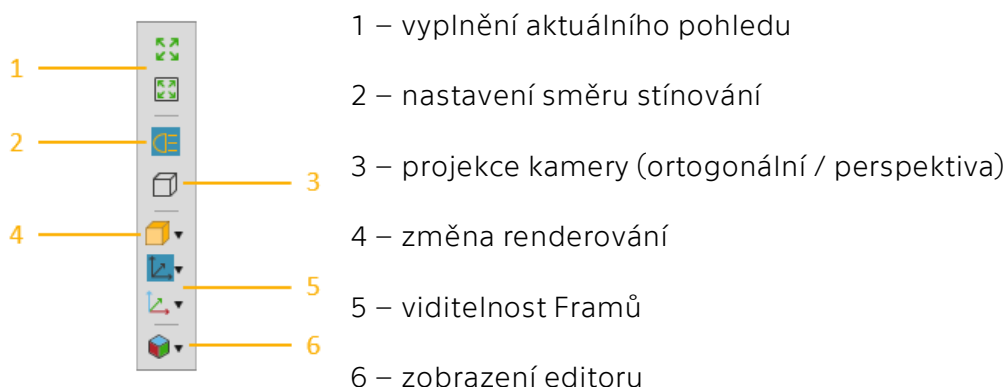 1 – vyplnění aktuálního pohledu
1
2 – nastavení směru stínování
2
3 – projekce kamery (ortogonální / perspektiva)
3
4 – změna renderování
4
5 – viditelnost Framů
5
6 – zobrazení editoru
6